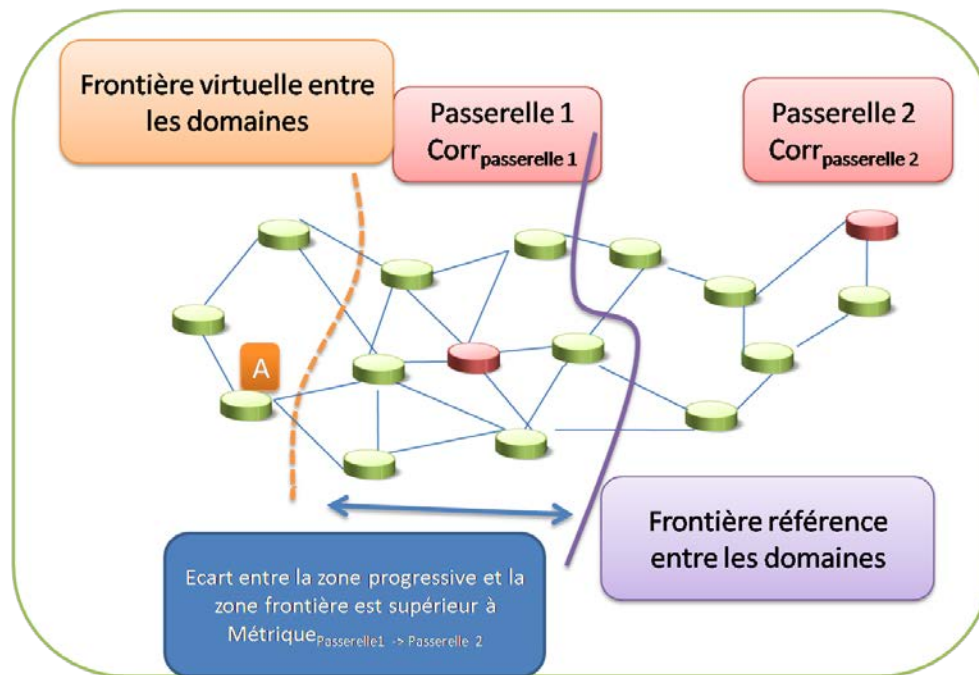 Frontière virtuelle entre
les domaines
Passerelle 1
Corrpasserelle 1
Passerelle 2
Corrpasserelle 2
A
Frontière référence
entre les domaines
Ecart entre la zone progressive et la
zone frontière est supérieur à
MétriquePasserelle1 -> Passerelle 2